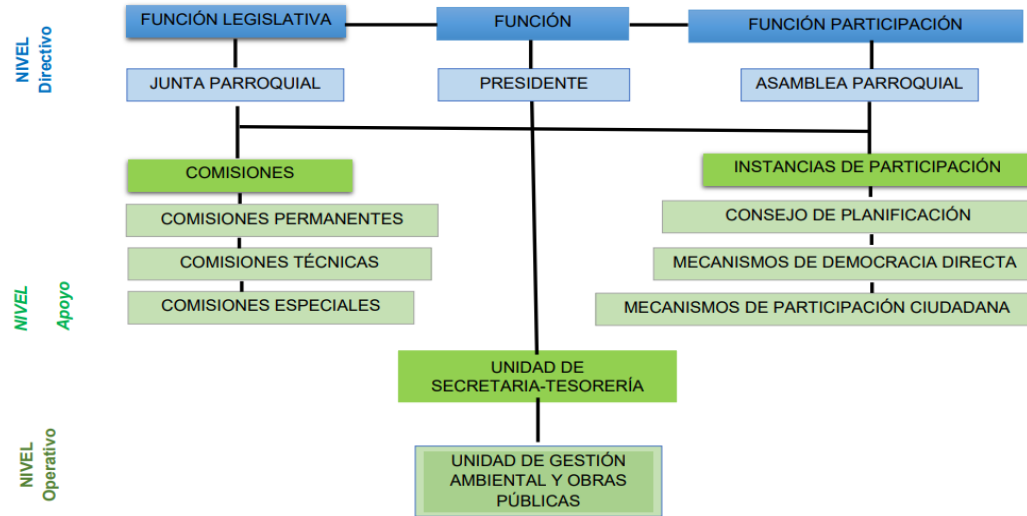 NIVEL
Directivo
FUNCIÓN LEGISLATIVA
FUNCIÓN
FUNCIÓN PARTICIPACIÓN
JUNTA PARROQUIAL
PRESIDENTE
ASAMBLEA PARROQUIAL
NIVEL
Apoyo
COMISIONES
COMISIONES PERMANENTES
COMISIONES TÉCNICAS
COMISIONES ESPECIALES
INSTANCIAS DE PARTICIPACIÓN
CONSEJO DE PLANIFICACIÓN
MECANISMOS DE DEMOCRACIA DIRECTA
MECANISMOS DE PARTICIPACIÓN CIUDADANA
UNIDAD DE
SECRETARIA-TESORERÍA
NIVEL
Operativo
UNIDAD DE GESTIÓN
AMBIENTAL Y OBRAS
PÚBLICAS